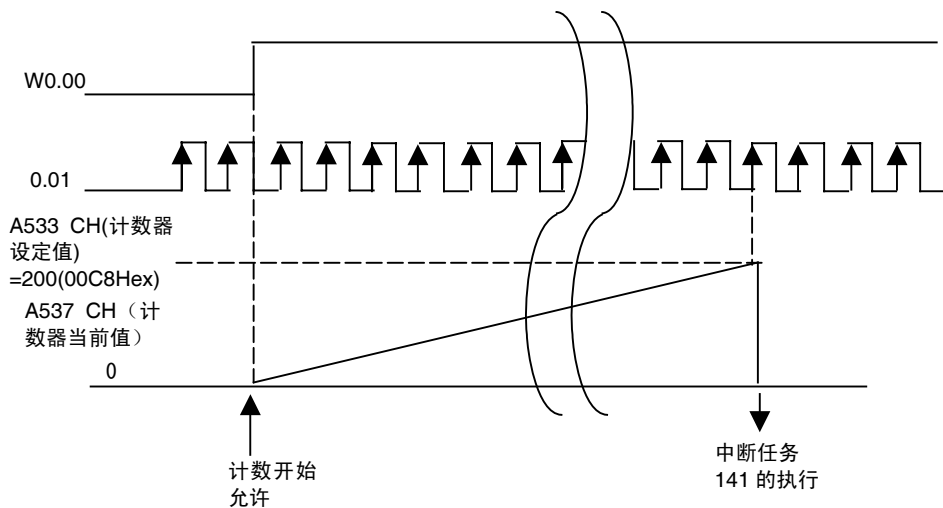 W0.00
0.01
A533 CH(计数器
设定值)
=200(00C8Hex)
A537 CH（计
数器当前值）
0
计数开始
允许
中断任务
141 的执行